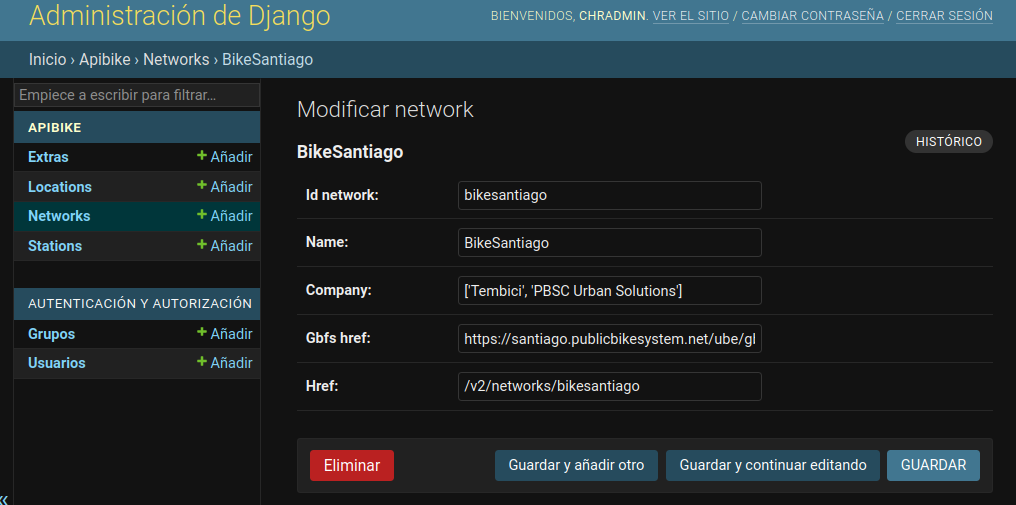 Administración de Django
BIENVENIDOS, CHRADMIN. VER EL SITIO / CAMBIAR CONTRASEÑA / CERRAR SESIÓN
Inicio › Apibike › Networks › BikeSantiago
Empiece a escribir para filtrar...
APIBIKE
Extras + Añadir
Locations + Añadir
Networks + Añadir
Stations + Añadir
AUTENTICACIÓN Y AUTORIZACIÓN
Grupos + Añadir
Usuarios + Añadir
«
Modificar network
HISTÓRICO
BikeSantiago
Id network: bikesantiago
Name: BikeSantiago
Company: ['Tembici', 'PBSC Urban Solutions']
Gbfs href: https://santiago.publicbikesystem.net/ube/gl
Href: /v2/networks/bikesantiago
Eliminar Guardar y añadir otro Guardar y continuar editando GUARDAR